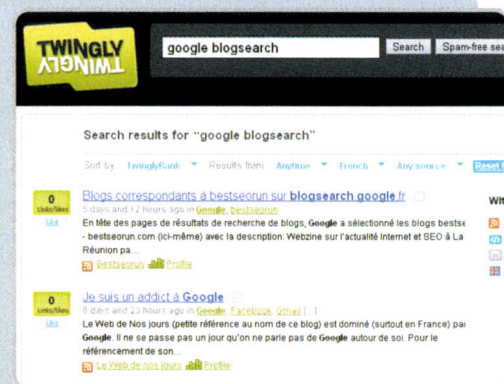 TWINGLY
google blogsearch
Search Spam-free sea
Search results for "google blogsearch"
Sort by TwinglyRank Results from Anytime French Any source Reset f
0
Links/likes
Like
Blogs correspondants à bestseorun sur blogsearch.google.fr
5 days and 12 hours ago in Google, bestseorun
En tête des pages de résultats de recherche de blogs, Google a sélectionné les blogs bestse
- bestseorun.com (ici-même) avec la description: Webzine sur l'actualité Internet et SEO à La
Réunion pa...
Bestseorun Profile
Wit
0
Links/likes
Like
Je suis un addict à Google
8 days and 23 hours ago in Google, Facebook, Gmail [...]
Le Web de Nos jours (petite référence au nom de ce blog) est dominé (surtout en France) par
Google. Il ne se passe pas un jour qu'on ne parle pas de Google autour de soi. Pour le
référencement de son...
Le Web de nos jours Profile